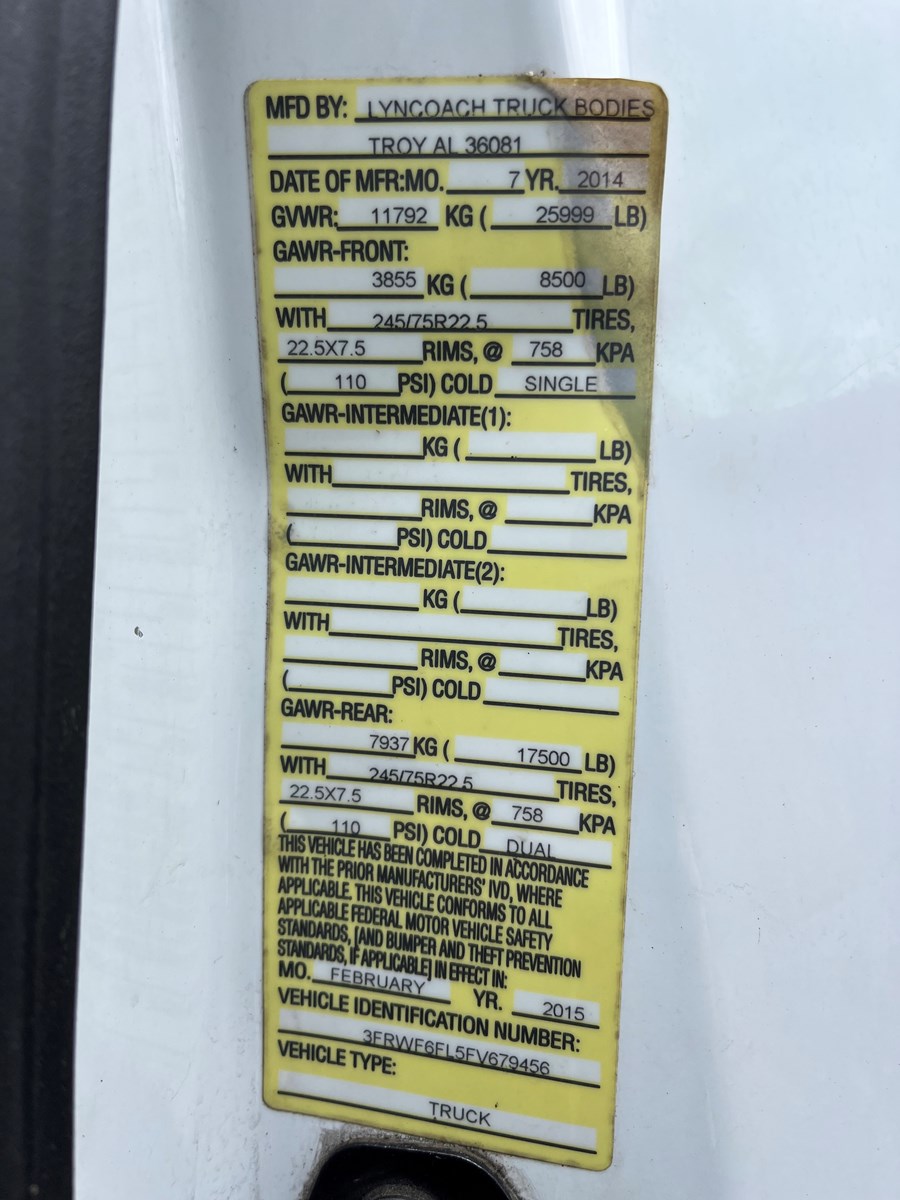 MFD BY: LYNCOACH TRUCK BODIES
TROY AL 36081
DATE OF MFR:MO. 7 YR. 2014
GVWR: 11792 KG ( 25999 LB)
GAWR-FRONT:
3855 KG ( 8500 LB)
WITH 245/75R22.5 TIRES,
22.5X7.5 RIMS, @ 758 KPA
( 110 PSI) COLD SINGLE
GAWR-INTERMEDIATE(1):
KG ( LB)
WITH TIRES,
RIMS, @ KPA
( PSI) COLD
GAWR-INTERMEDIATE(2):
KG ( LB)
WITH TIRES,
RIMS, @ KPA
( PSI) COLD
GAWR-REAR:
7937 KG ( 17500 LB)
WITH 245/75R22.5 TIRES,
22.5X7.5 RIMS, @ 758 KPA
( 110 PSI) COLD DUAL
THIS VEHICLE HAS BEEN COMPLETED IN ACCORDANCE
WITH THE PRIOR MANUFACTURERS' IVD, WHERE
APPLICABLE. THIS VEHICLE CONFORMS TO ALL
APPLICABLE FEDERAL MOTOR VEHICLE SAFETY
STANDARDS, [AND BUMPER AND THEFT PREVENTION
STANDARDS, IF APPLICABLE] IN EFFECT IN:
MO. FEBRUARY YR. 2015
VEHICLE IDENTIFICATION NUMBER:
3FRWF6FL5FV679456
VEHICLE TYPE:
TRUCK